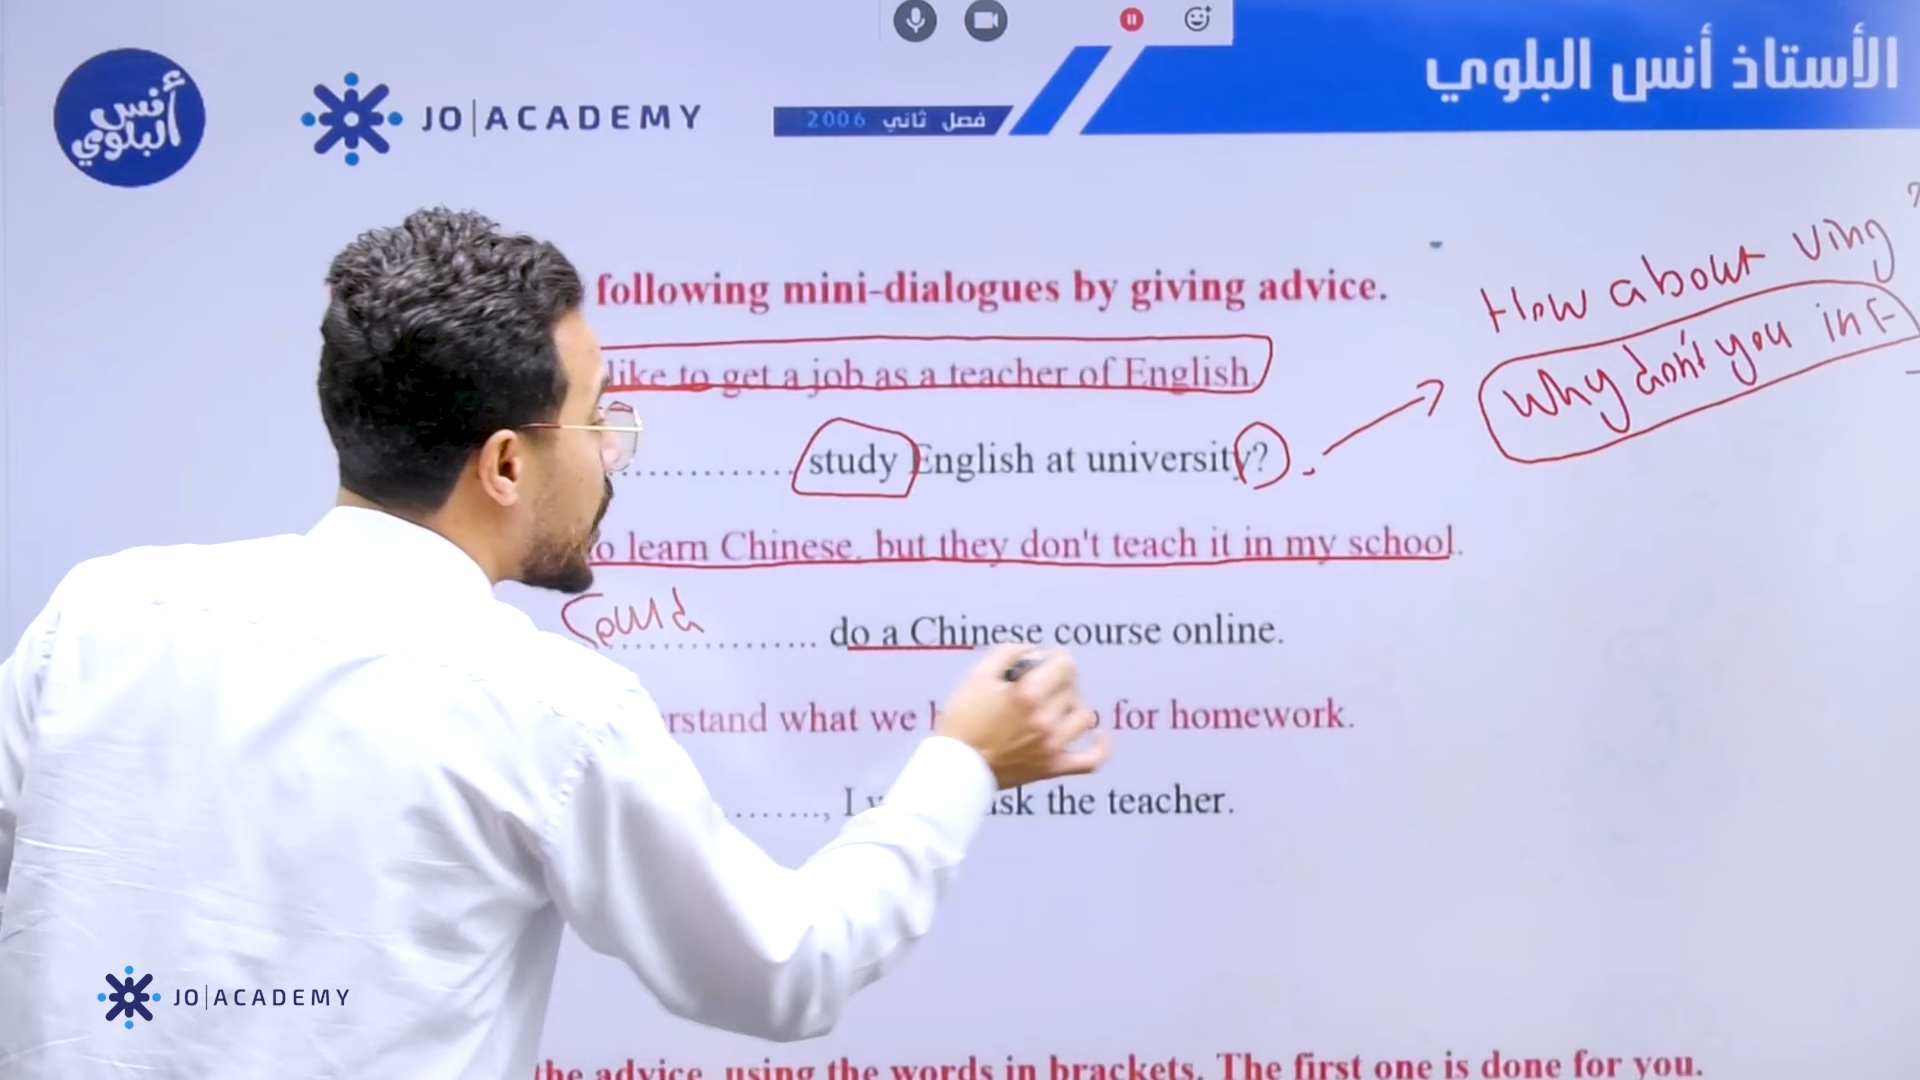 الأستاذ أنس البلوي
أنس البلوي
JO ACADEMY
فصل ثاني 2006
How about Ving
Why don't you inf
following mini-dialogues by giving advice.
like to get a job as a teacher of English.
.............. study English at university?
o learn Chinese, but they don't teach it in my school.
Could
.............. do a Chinese course online.
rstand what we for homework.
........, I ask the teacher.
JO ACADEMY
the advice, using the words in brackets. The first one is done for you.